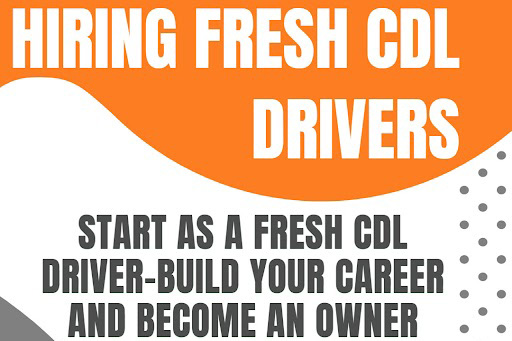 HIRING FRESH CDL
DRIVERS
START AS A FRESH CDL
DRIVER-BUILD YOUR CAREER
AND BECOME AN OWNER